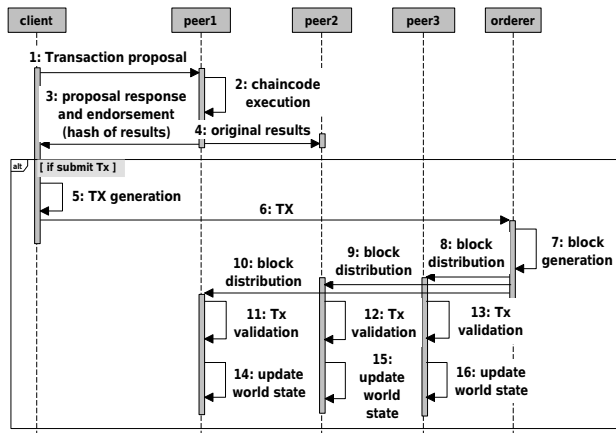 client
peer1
peer2
peer3
orderer
1: Transaction proposal
2: chaincode
execution
3: proposal response
and endorsement
(hash of results)
4: original results
alt
[ if submit Tx ]
5: TX generation
6: TX
7: block
generation
8: block
distribution
9: block
distribution
10: block
distribution
11: Tx
validation
12: Tx
validation
13: Tx
validation
14: update
world state
15:
update
world
state
16: update
world state